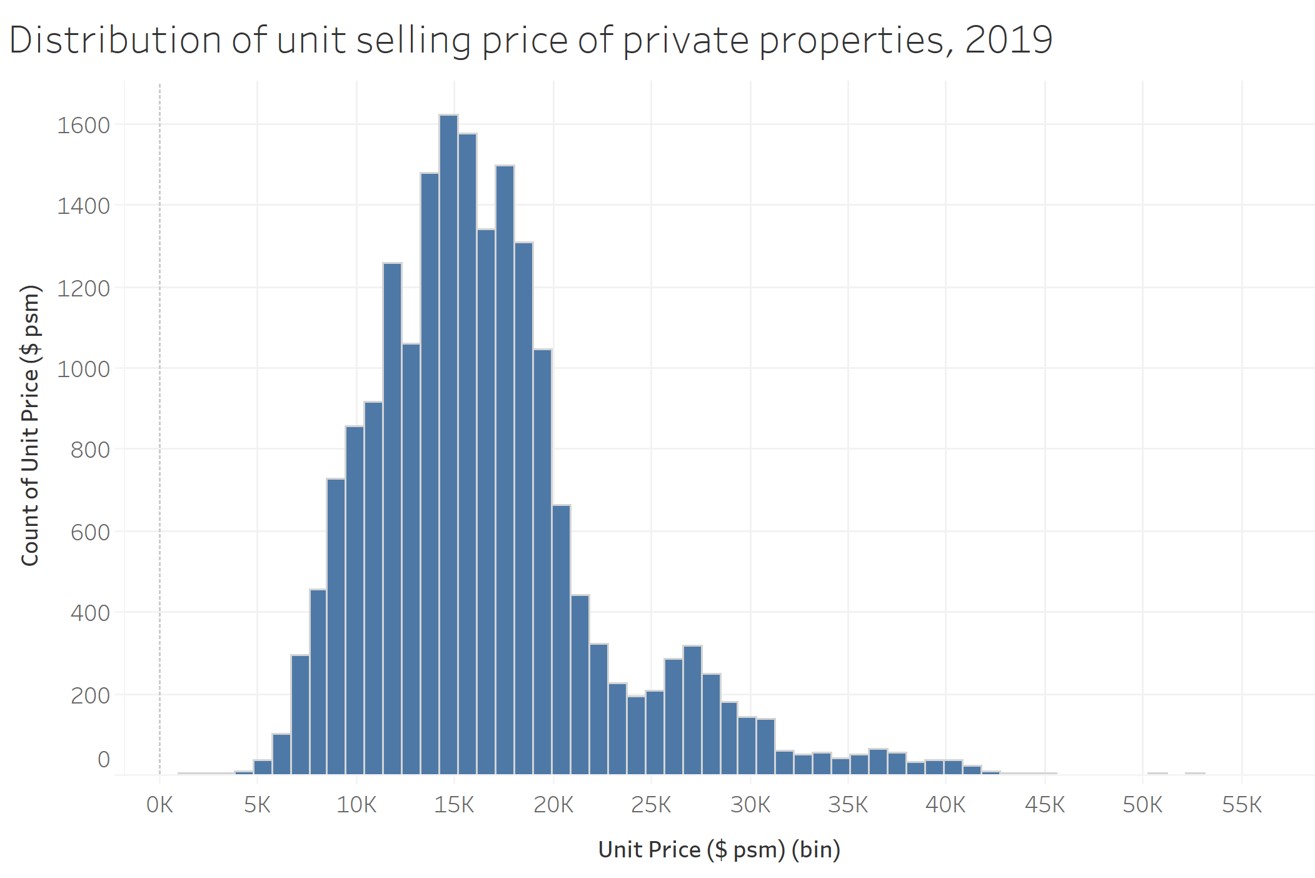 Distribution of unit selling price of private properties, 2019
1600
1400
1200
1000
800
600
400
200
0
Count of Unit Price ($ psm)
0K 5K 10K 15K 20K 25K 30K 35K 40K 45K 50K 55K
Unit Price ($ psm) (bin)